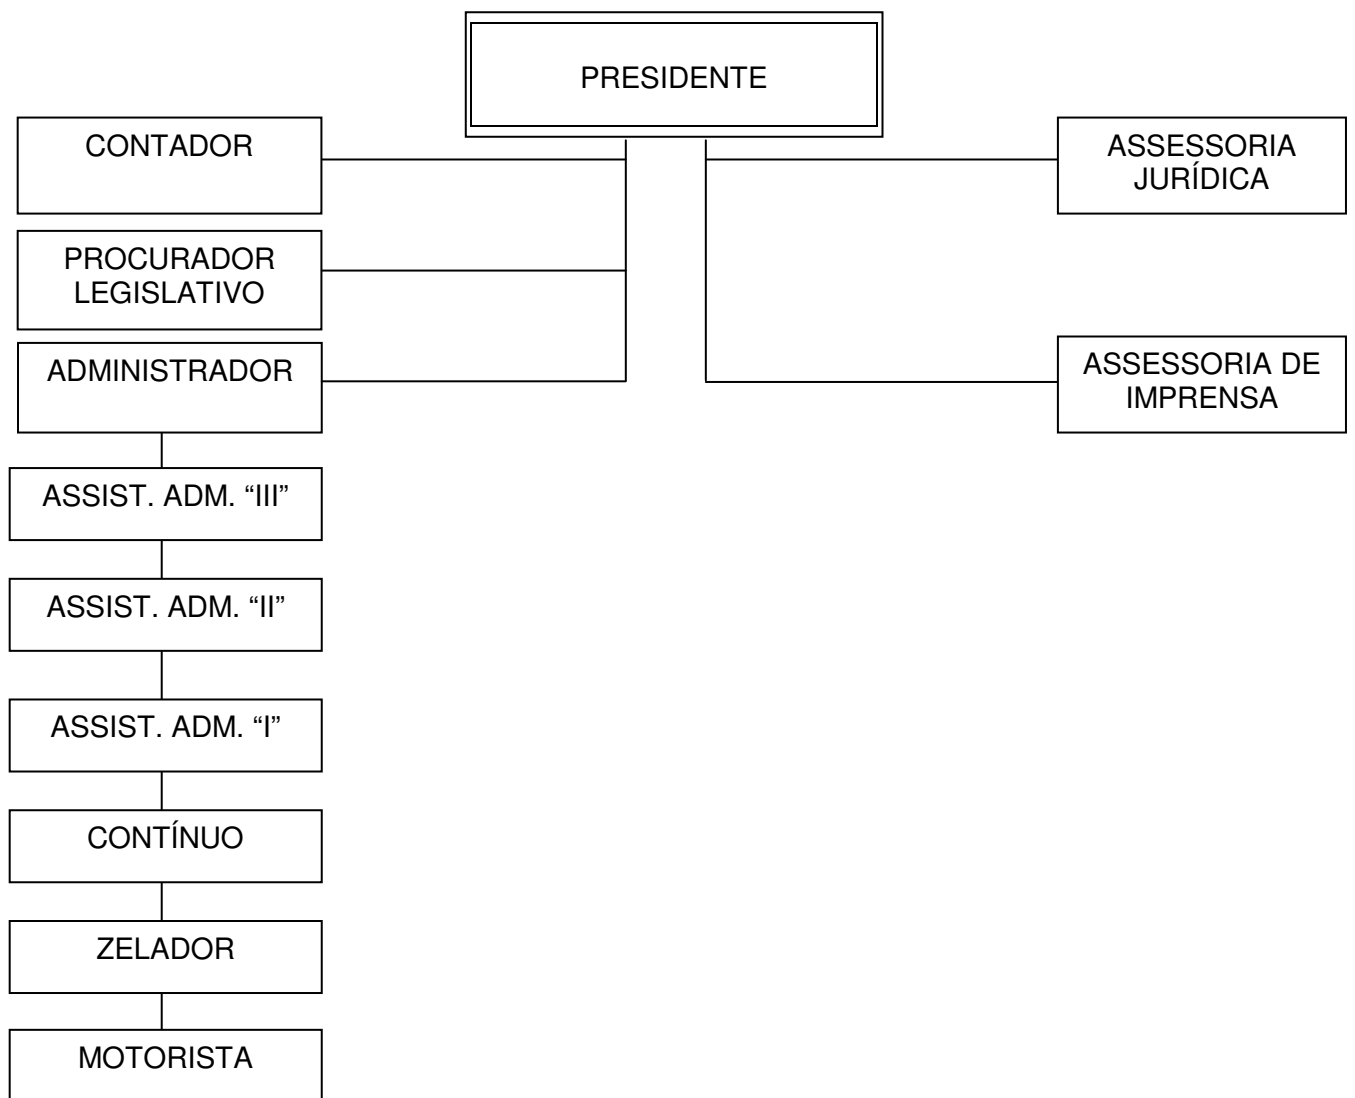 PRESIDENTE
CONTADOR
ASSESSORIA
JURÍDICA
PROCURADOR
LEGISLATIVO
ADMINISTRADOR
ASSESSORIA DE
IMPRENSA
ASSIST. ADM. “III”
ASSIST. ADM. “II”
ASSIST. ADM. “I”
CONTÍNUO
ZELADOR
MOTORISTA